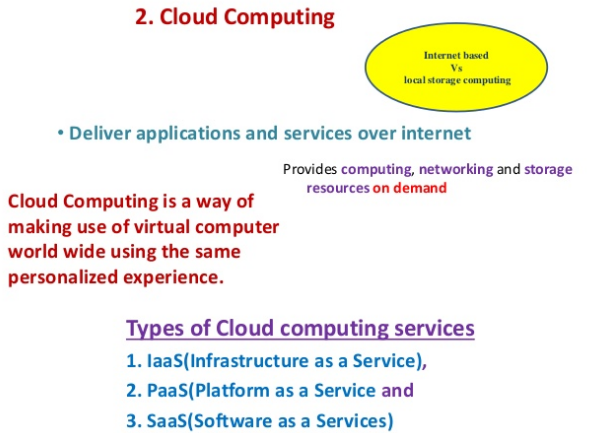 2. Cloud Computing
Internet based
Vs
local storage computing
• Deliver applications and services over internet
Provides computing, networking and storage
resources on demand
Cloud Computing is a way of
making use of virtual computer
world wide using the same
personalized experience.
Types of Cloud computing services
1. IaaS(Infrastructure as a Service),
2. PaaS(Platform as a Service and
3. SaaS(Software as a Services)